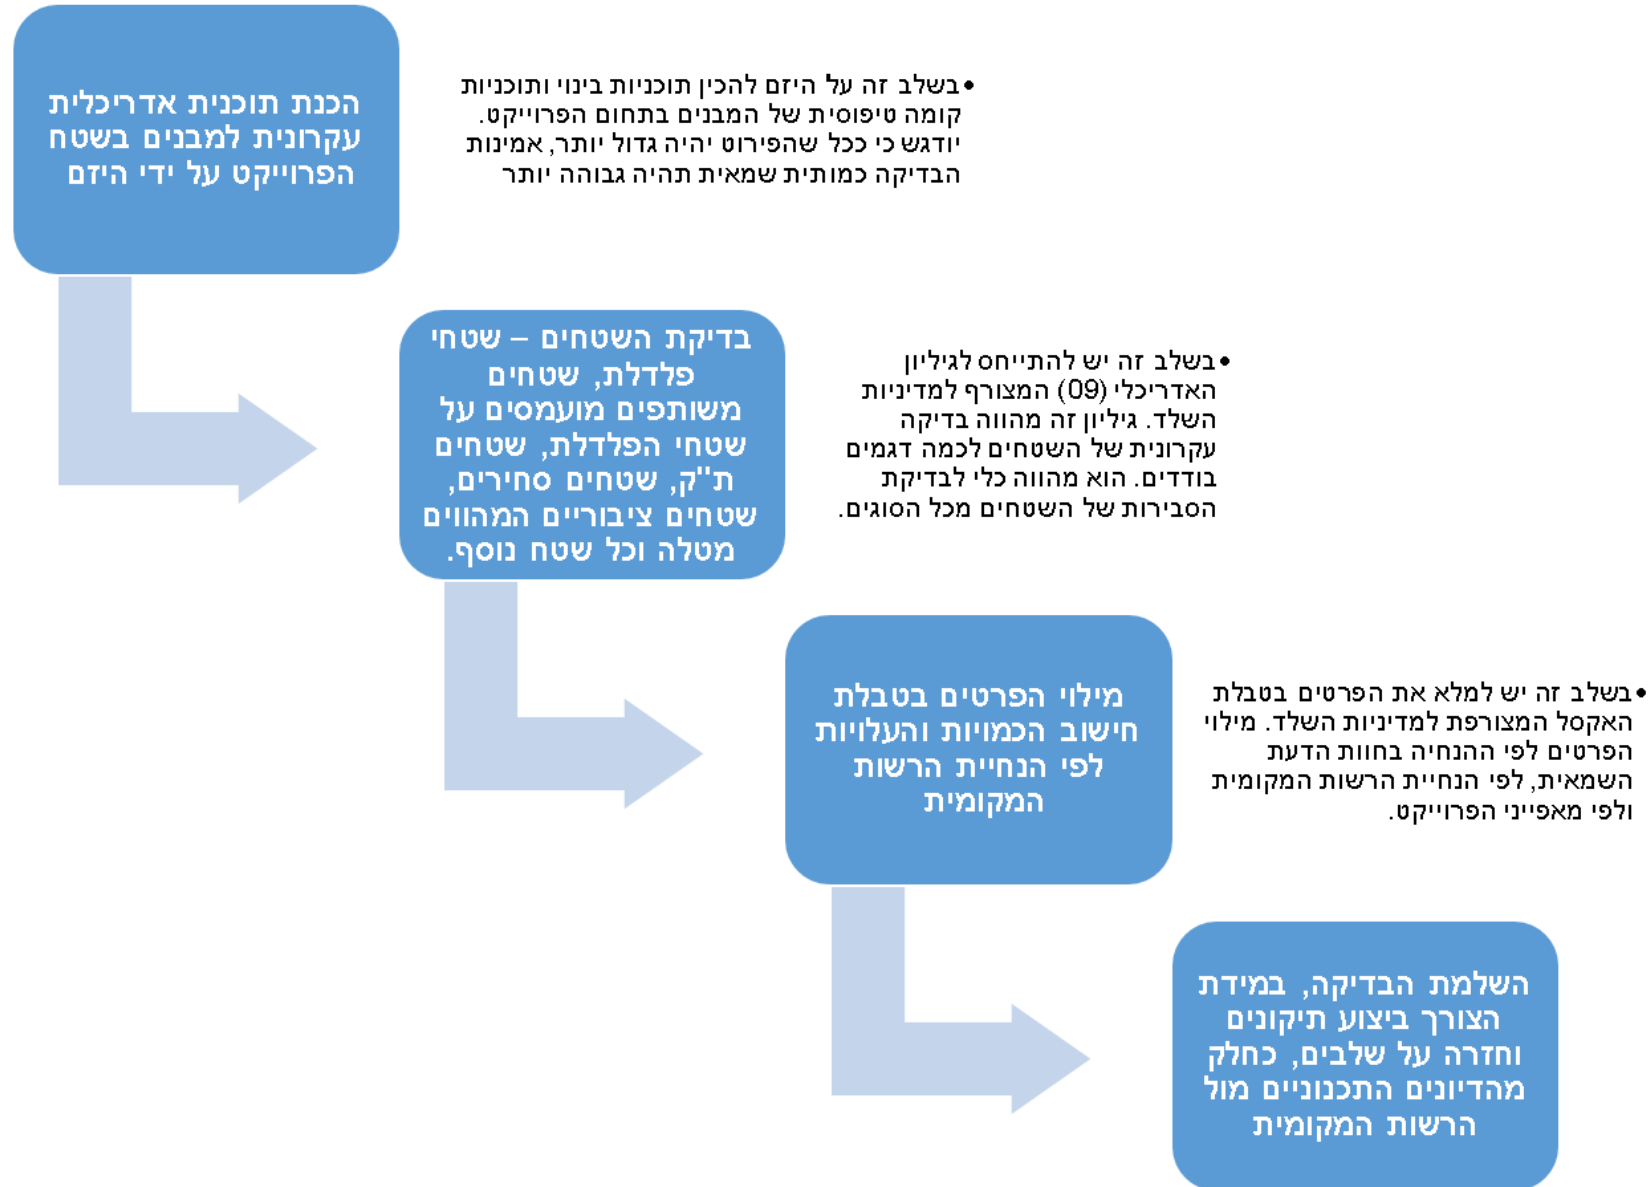 הכנת תוכנית אדריכלית
עקרונית למבנים בשטח
הפרוייקט על ידי היזם
•בשלב זה על היזם להכין תוכניות בינוי ותוכניות
קומה טיפוסית של המבנים בתחום הפרוייקט.
יודגש כי ככל שהפירוט יהיה גדול יותר, אמינות
הבדיקה כמותית שמאית תהיה גבוהה יותר
בדיקת השטחים – שטחי
פלדלת, שטחים
משותפים מועמסים על
שטחי הפלדלת, שטחים
ת"ק, שטחים סחירים,
שטחים ציבוריים המהווים
מטלה וכל שטח נוסף.
•בשלב זה יש להתייחס לגיליון
האדריכלי (09) המצורף למדיניות
השלד. גיליון זה מהווה בדיקה
עקרונית של השטחים לכמה דגמים
בודדים. הוא מהווה כלי לבדיקת
הסבירות של השטחים מכל הסוגים.
מילוי הפרטים בטבלת
חישוב הכמויות והעלויות
לפי הנחיית הרשות
המקומית
•בשלב זה יש למלא את הפרטים בטבלת
האקסל המצורפת למדיניות השלד. מילוי
הפרטים לפי ההנחיה בחוות הדעת
השמאית, לפי הנחיית הרשות המקומית
ולפי מאפייני הפרוייקט.
השלמת הבדיקה, במידת
הצורך ביצוע תיקונים
וחזרה על שלבים, כחלק
מהדיונים התכנוניים מול
הרשות המקומית